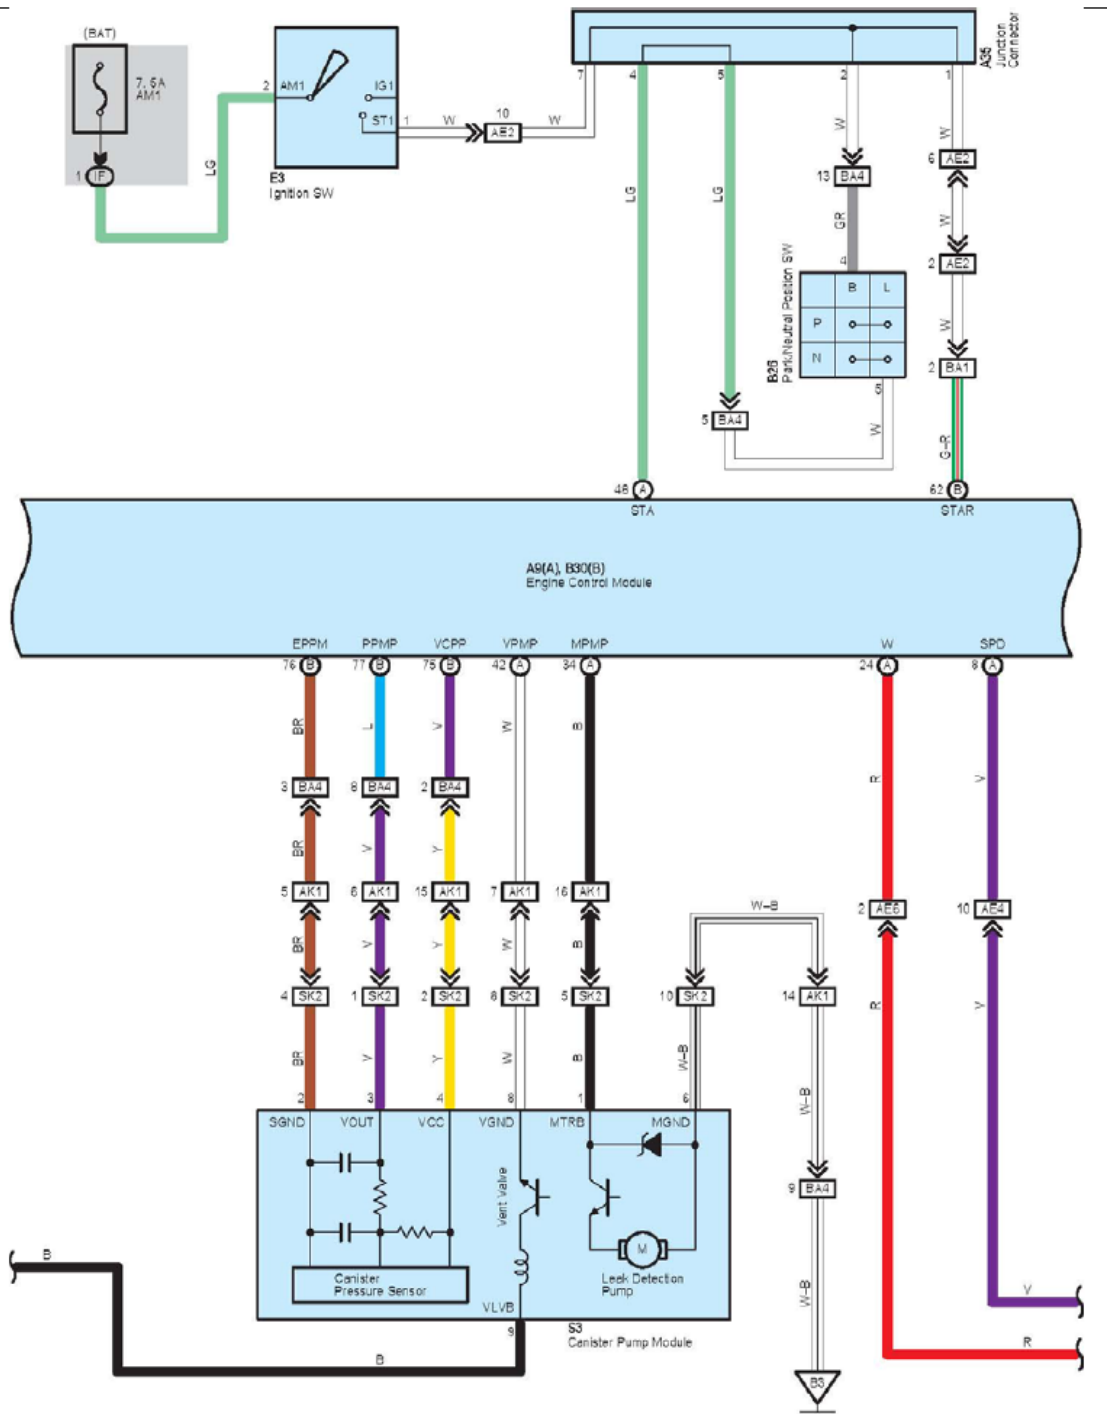 (BAT)
7. 5A
AM1
1 IF
LG
2 AM1 IG1
ST1 1
E3
Ignition SW
W
10
AE2
W
A35
Junction
Connector
7 4 5 2 1
LG
LG
W
W
13 BA4
6 AE2
GR
W
4
2 AE2
B L
P
N
B26
Park/Neutral Position SW
W
2 BA1
5 BA4
W
G-R
48 A
STA
62 B
STAR
A9(A), B30(B)
Engine Control Module
EPPM PPMP VCPP VPMP MPMP W SPD
76 B 77 B 75 B 42 A 34 A 24 A 8 A
BR L V W B R V
3 BA4 8 BA4 2 BA4
BR V Y
5 AK1 6 AK1 15 AK1 7 AK1 16 AK1
W-B
2 AE6 10 AE4
BR V Y W B
4 SK2 1 SK2 2 SK2 8 SK2 5 SK2 10 SK2 14 AK1
R V
BR V Y W B W-B W-B
2 3 4 8 1 6
SGND VOUT VCC VGND MTRB MGND
Vent Valve
9 BA4
M
Canister
Pressure Sensor
Leak Detection
Pump
VLVB
9
S3
Canister Pump Module
B
B
W-B
V
R
B3